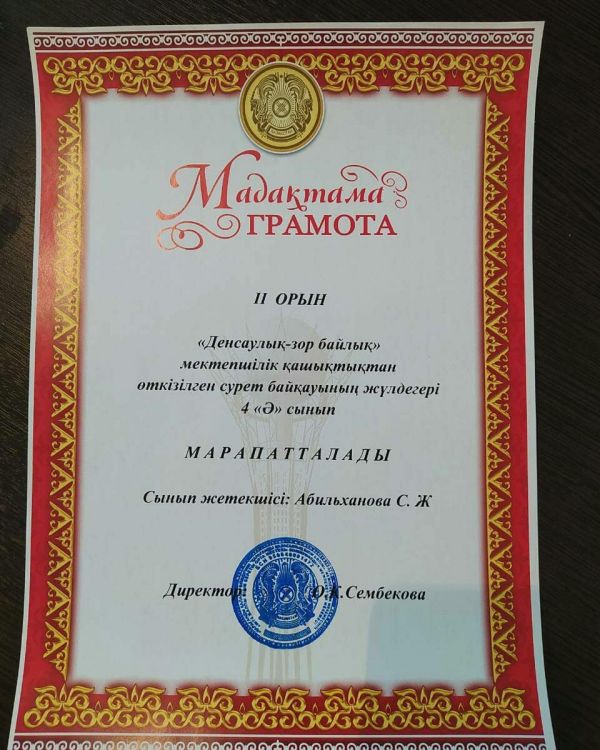 Мадақтама
ГРАМОТА
ІІ ОРЫН
«Денсаулық-зор байлық»
мектепшілік қашықтықтан
өткізілген сурет байқауының жүлдегері
4 «Ә» сынып
МАРАПАТТАЛАДЫ
Сынып жетекшісі: Абильханова С. Ж
Директор: О.К.Сембекова